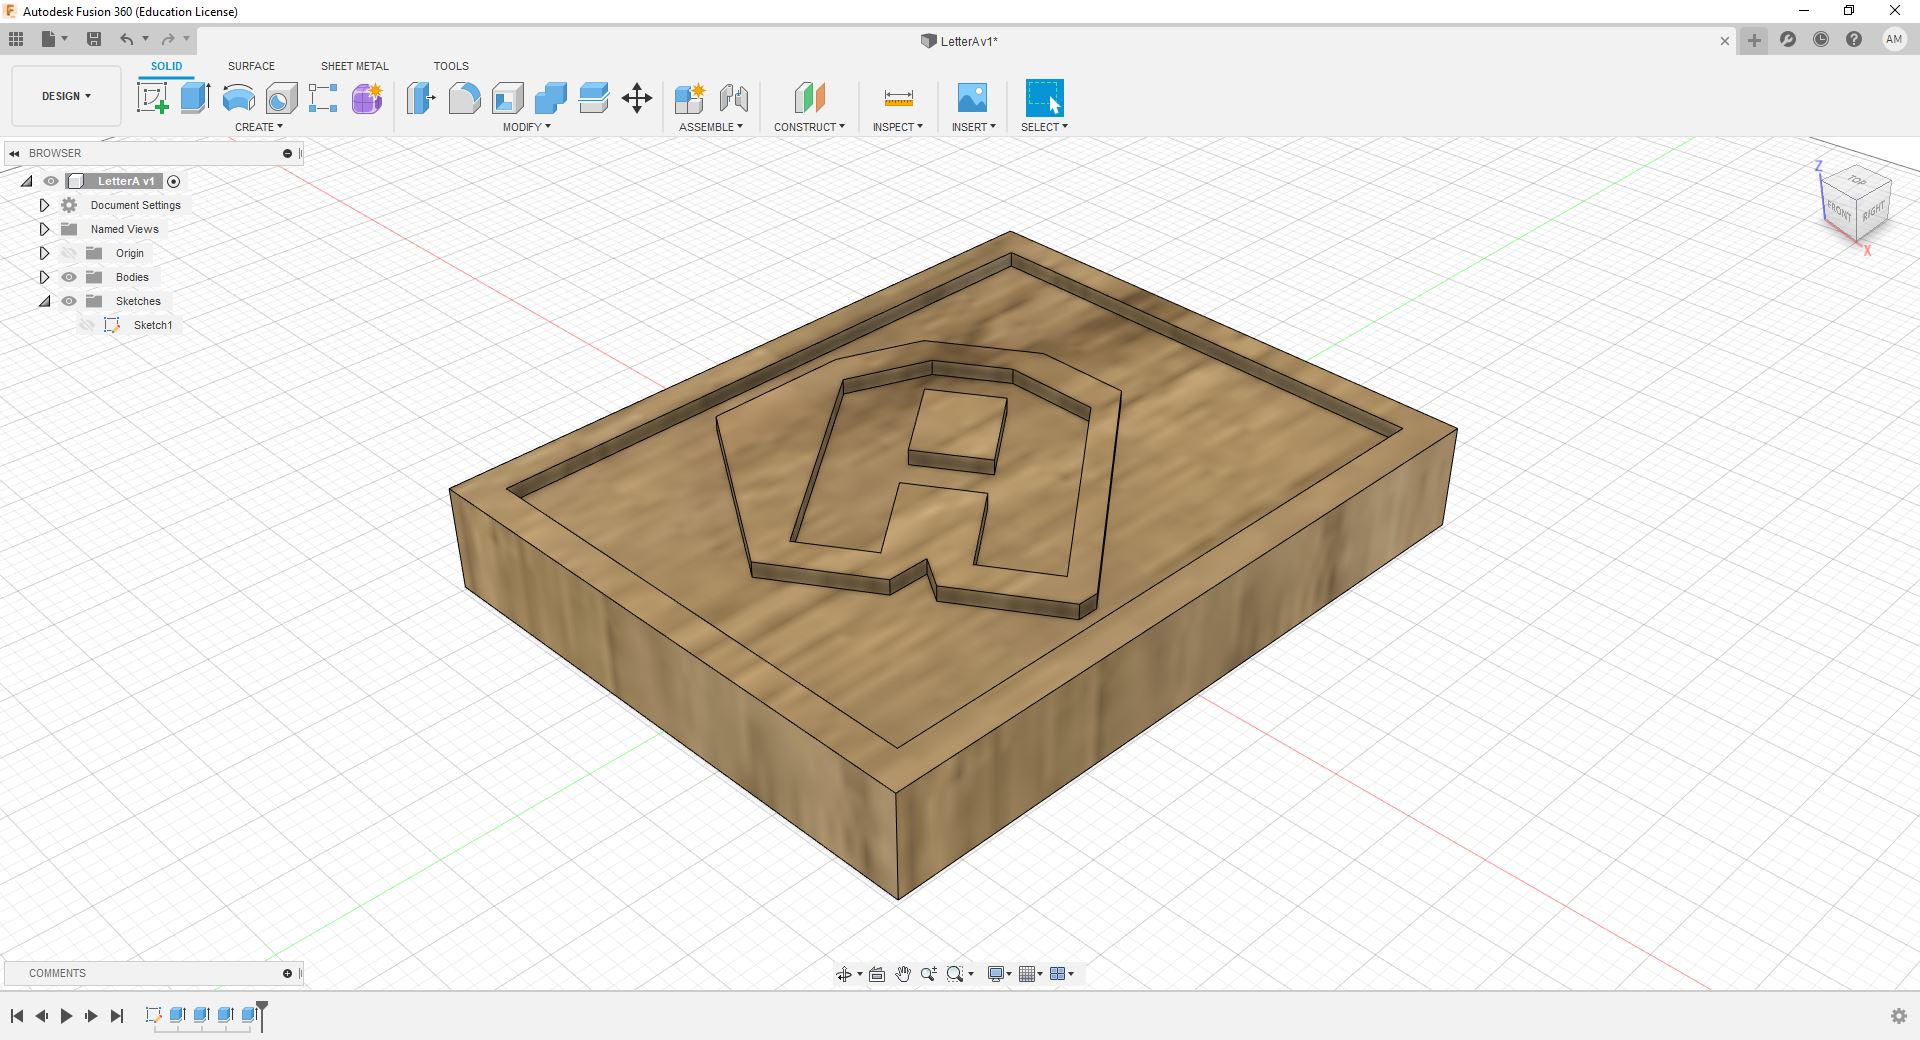 Autodesk Fusion 360 (Education License)
LetterA v1*
AM
DESIGN
SOLID SURFACE SHEET METAL TOOLS
CREATE MODIFY ASSEMBLE CONSTRUCT INSPECT INSERT SELECT
BROWSER
LetterA v1
Document Settings
Named Views
Origin
Bodies
Sketches
Sketch1
Z
TOP
FRONT RIGHT
X
A
COMMENTS